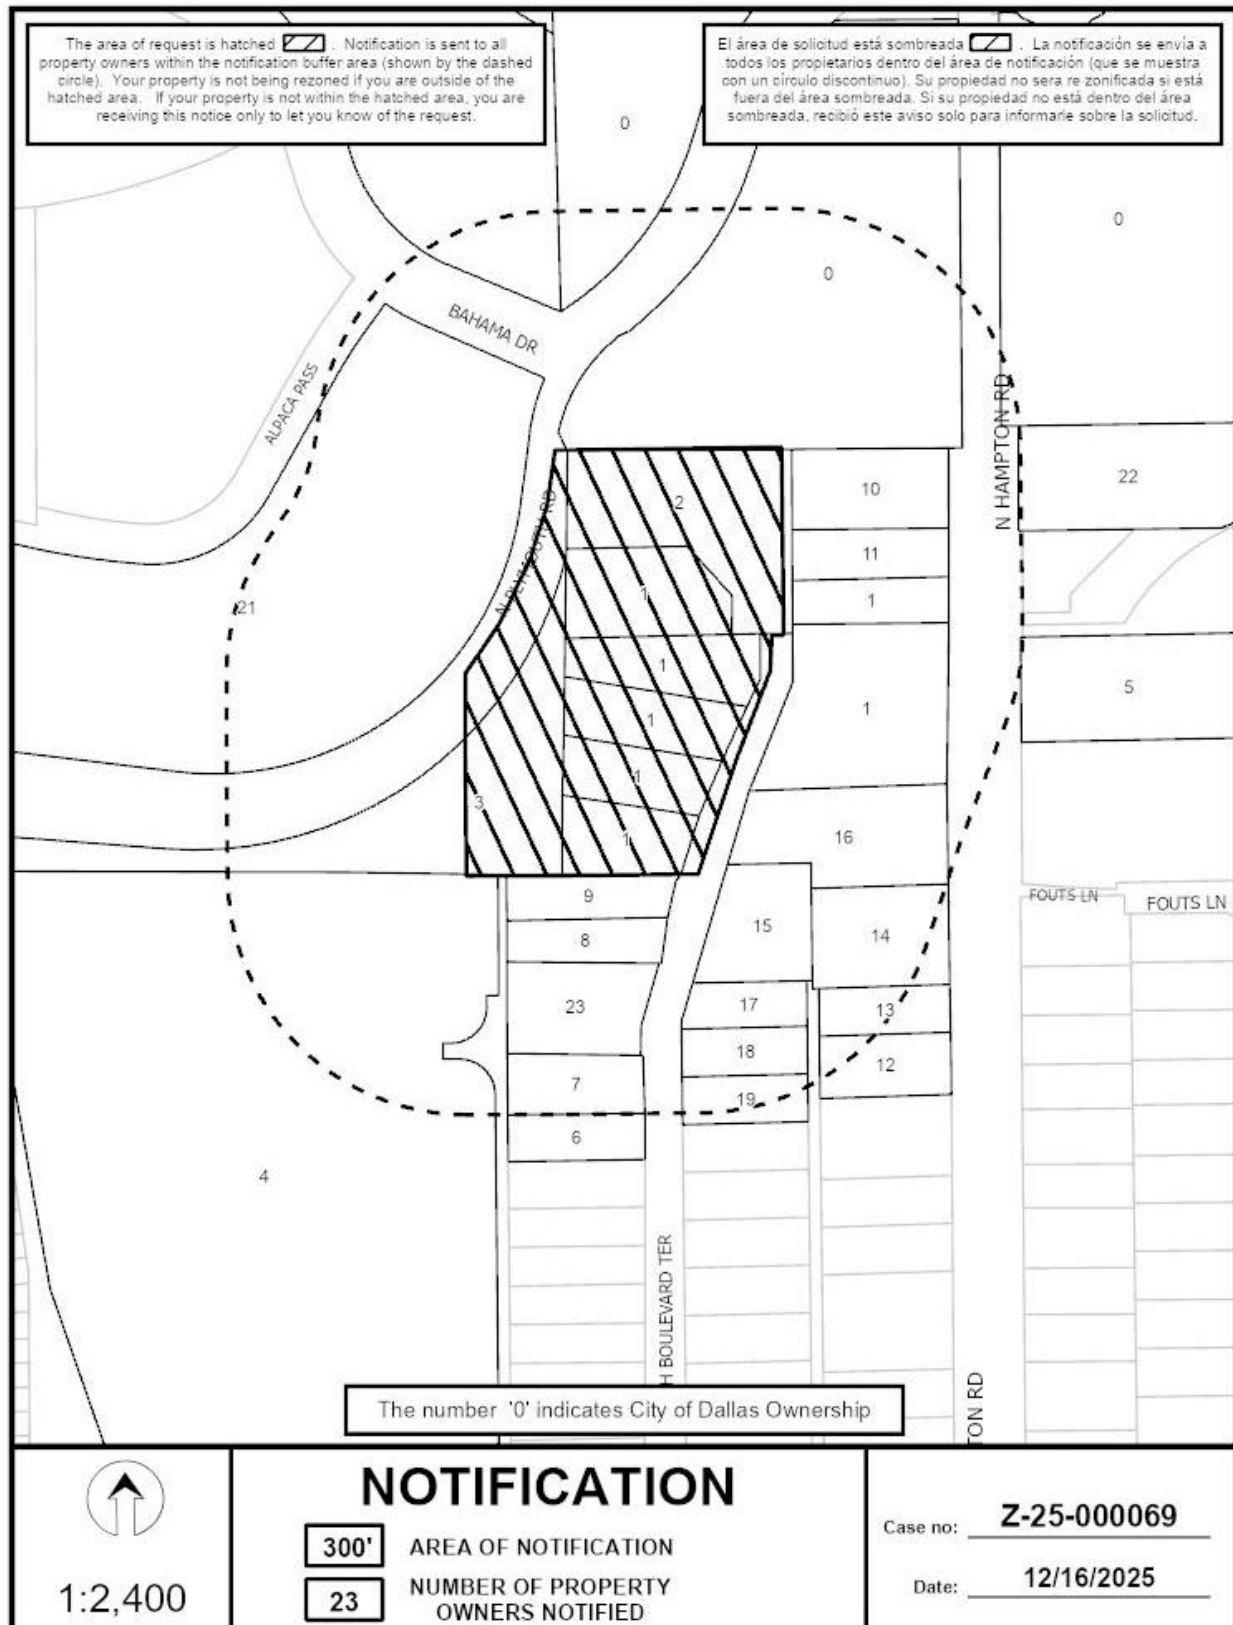 The area of request is hatched . Notification is sent to all
property owners within the notification buffer area (shown by the dashed
circle). Your property is not being rezoned if you are outside of the
hatched area. If your property is not within the hatched area, you are
receiving this notice only to let you know of the request.
El área de solicitud está sombreada . La notificación se envía a
todos los propietarios dentro del área de notificación (que se muestra
con un círculo discontinuo). Su propiedad no sera re zonificada si está
fuera del área sombreada. Si su propiedad no está dentro del área
sombreada, recibió este aviso solo para informarle sobre la solicitud.
0
0
0
BAHAMA DR
ALPACA PASS
N HAMPTON RD
N PLYMOUTH RD
2
10
22
11
1
1
21
1
5
1
1
1
3
1
16
9
FOUTS LN
FOUTS LN
8
15
14
23
17
13
18
12
7
19
6
4
H BOULEVARD TER
TON RD
The number '0' indicates City of Dallas Ownership
1:2,400
NOTIFICATION
300' AREA OF NOTIFICATION
23 NUMBER OF PROPERTY
OWNERS NOTIFIED
Case no: Z-25-000069
Date: 12/16/2025